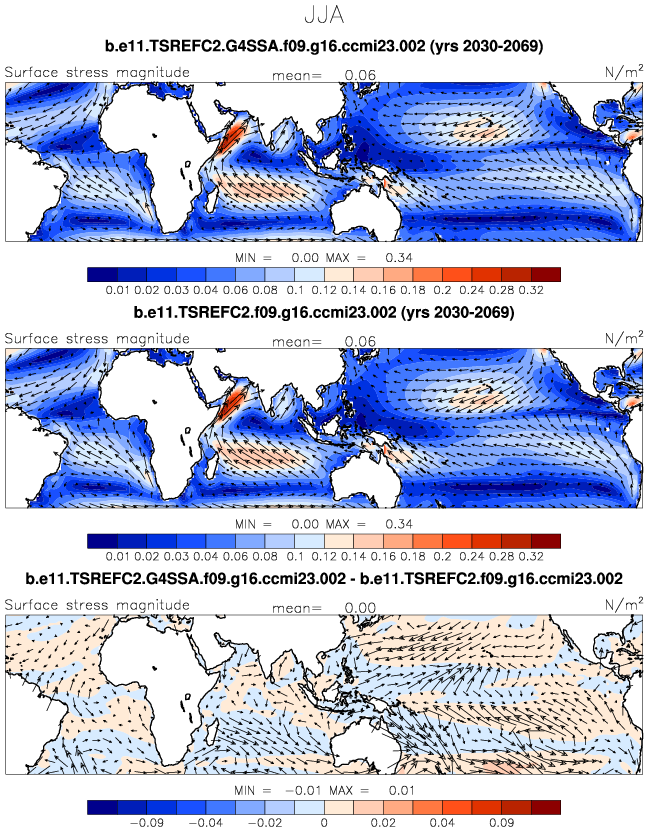 JJA
b.e11.TSREFC2.G4SSA.f09.g16.ccmi23.002 (yrs 2030-2069)
Surface stress magnitude mean= 0.06 N/m²
MIN = 0.00 MAX = 0.34
0.01 0.02 0.03 0.04 0.06 0.08 0.1 0.12 0.14 0.16 0.18 0.2 0.24 0.28 0.32
b.e11.TSREFC2.f09.g16.ccmi23.002 (yrs 2030-2069)
Surface stress magnitude mean= 0.06 N/m²
MIN = 0.00 MAX = 0.34
0.01 0.02 0.03 0.04 0.06 0.08 0.1 0.12 0.14 0.16 0.18 0.2 0.24 0.28 0.32
b.e11.TSREFC2.G4SSA.f09.g16.ccmi23.002 - b.e11.TSREFC2.f09.g16.ccmi23.002
Surface stress magnitude mean= 0.00 N/m²
MIN = −0.01 MAX = 0.01
−0.09 −0.04 −0.02 0 0.02 0.04 0.09